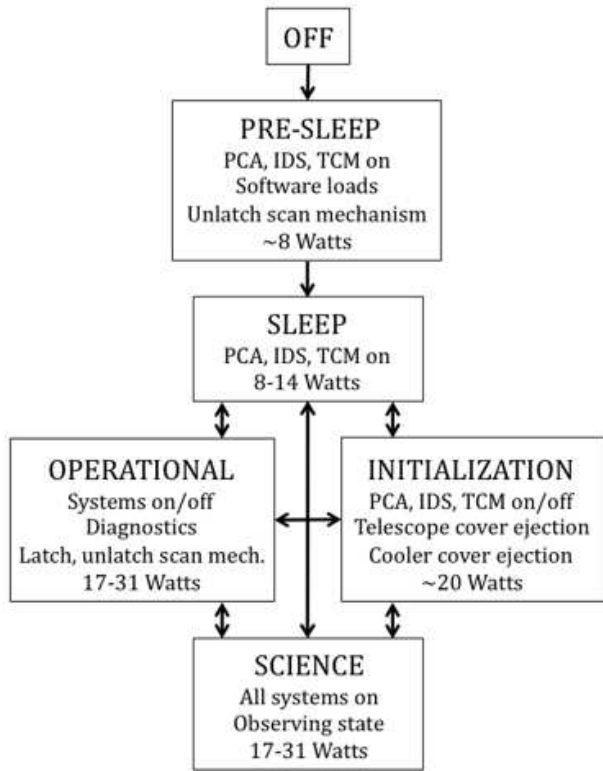 OFF
PRE-SLEEP
PCA, IDS, TCM on
Software loads
Unlatch scan mechanism
~8 Watts
SLEEP
PCA, IDS, TCM on
8-14 Watts
OPERATIONAL
Systems on/off
Diagnostics
Latch, unlatch scan mech.
17-31 Watts
INITIALIZATION
PCA, IDS, TCM on/off
Telescope cover ejection
Cooler cover ejection
~20 Watts
SCIENCE
All systems on
Observing state
17-31 Watts